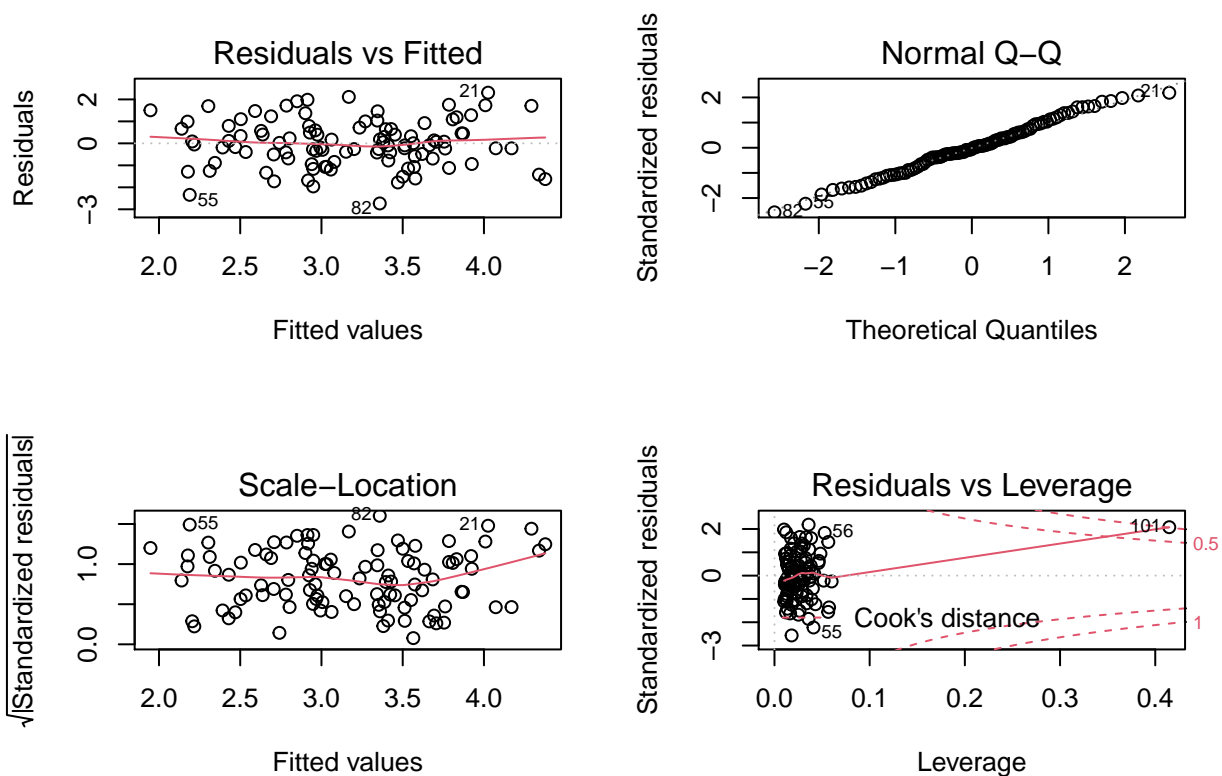 Residuals vs Fitted
Residuals
2
0
−3
21
55
82
2.0 2.5 3.0 3.5 4.0
Fitted values
Normal Q−Q
Standardized residuals
2
0
−2
21
55
82
−2 −1 0 1 2
Theoretical Quantiles
Scale−Location
√|Standardized residuals|
1.0
0.0
55
82
21
2.0 2.5 3.0 3.5 4.0
Fitted values
Residuals vs Leverage
Standardized residuals
2
0
−3
56
101
0.5
Cook's distance
55
1
0.0 0.1 0.2 0.3 0.4
Leverage